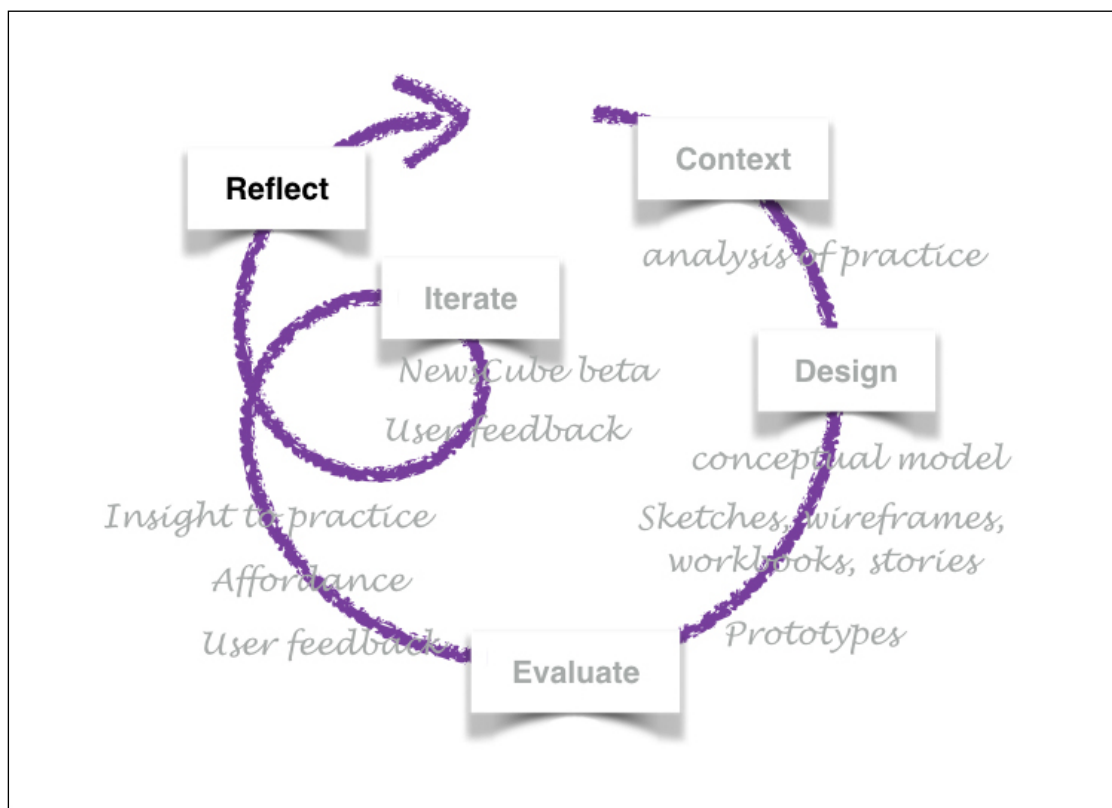 Context
analysis of practice
Design
conceptual model
Sketches, wireframes,
workbooks, stories
Prototypes
Evaluate
User feedback
Affordance
Insight to practice
Iterate
NewsCube beta
User feedback
Reflect